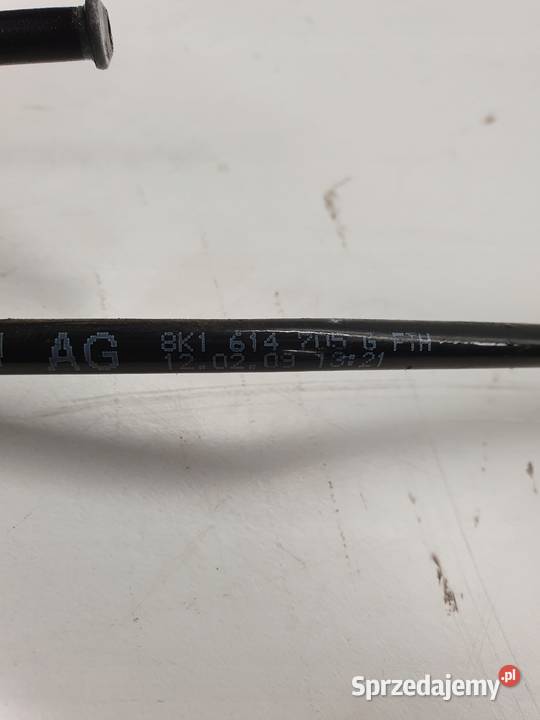 AG
8K1 614 705 G FTH
12.02.09 13:21
Sprzedajemy.pl